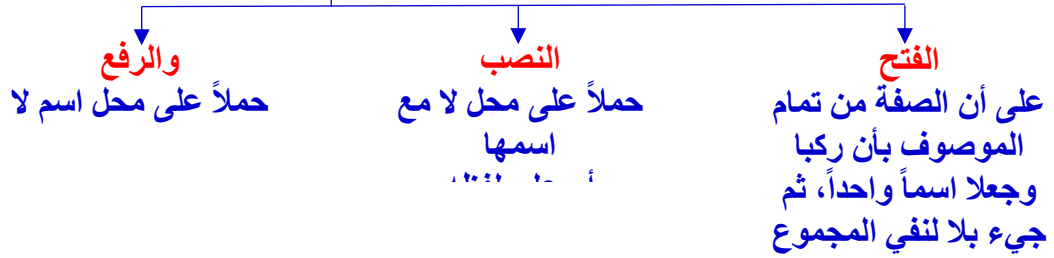 الفتح
على أن الصفة من تمام
الموصوف بأن ركبا
وجعلا اسماً واحداً، ثم
جيء بلا لنفي المجموع
النصب
حملاً على محل لا مع
اسمها
والرفع
حملاً على محل اسم لا